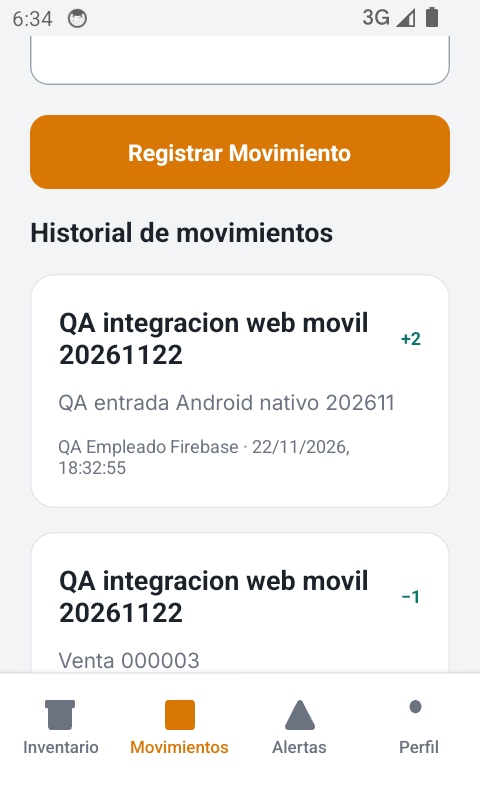 6:34
3G
Registrar Movimiento
Historial de movimientos
QA integracion web movil
20261122
+2
QA entrada Android nativo 202611
QA Empleado Firebase · 22/11/2026,
18:32:55
QA integracion web movil
20261122
−1
Venta 000003
Inventario
Movimientos
Alertas
Perfil